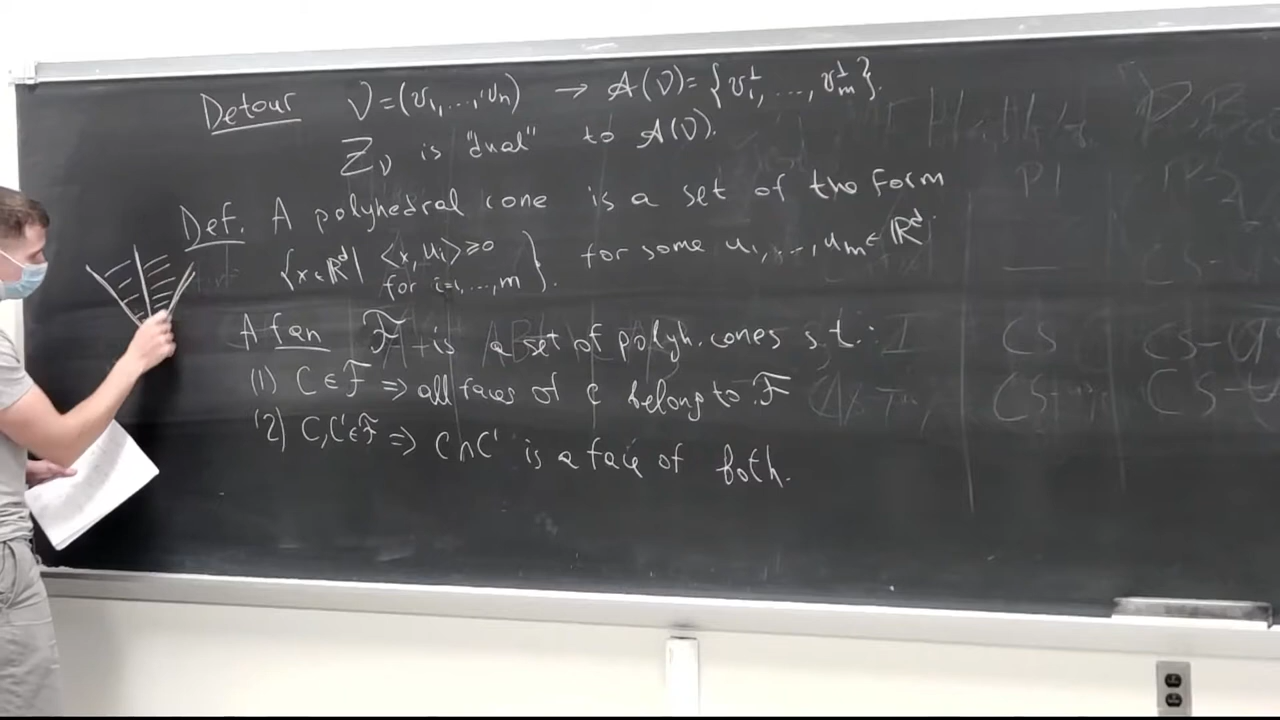 Detour V=(v₁,...,vₙ) → A(V)={v₁^⊥,...,vₘ^⊥}.
Z_V is "dual" to A(V).
Def. A polyhedral cone is a set of the form
{x∈ℝᵈ| <x,uᵢ>≥0 for i=1,...,m}. for some u₁,...,uₘ∈ℝᵈ.
A fan F is a set of polyh. cones s.t.:
(1) C∈F ⇒ all faces of C belong to F
(2) C,C'∈F ⇒ C∩C' is a face of both.